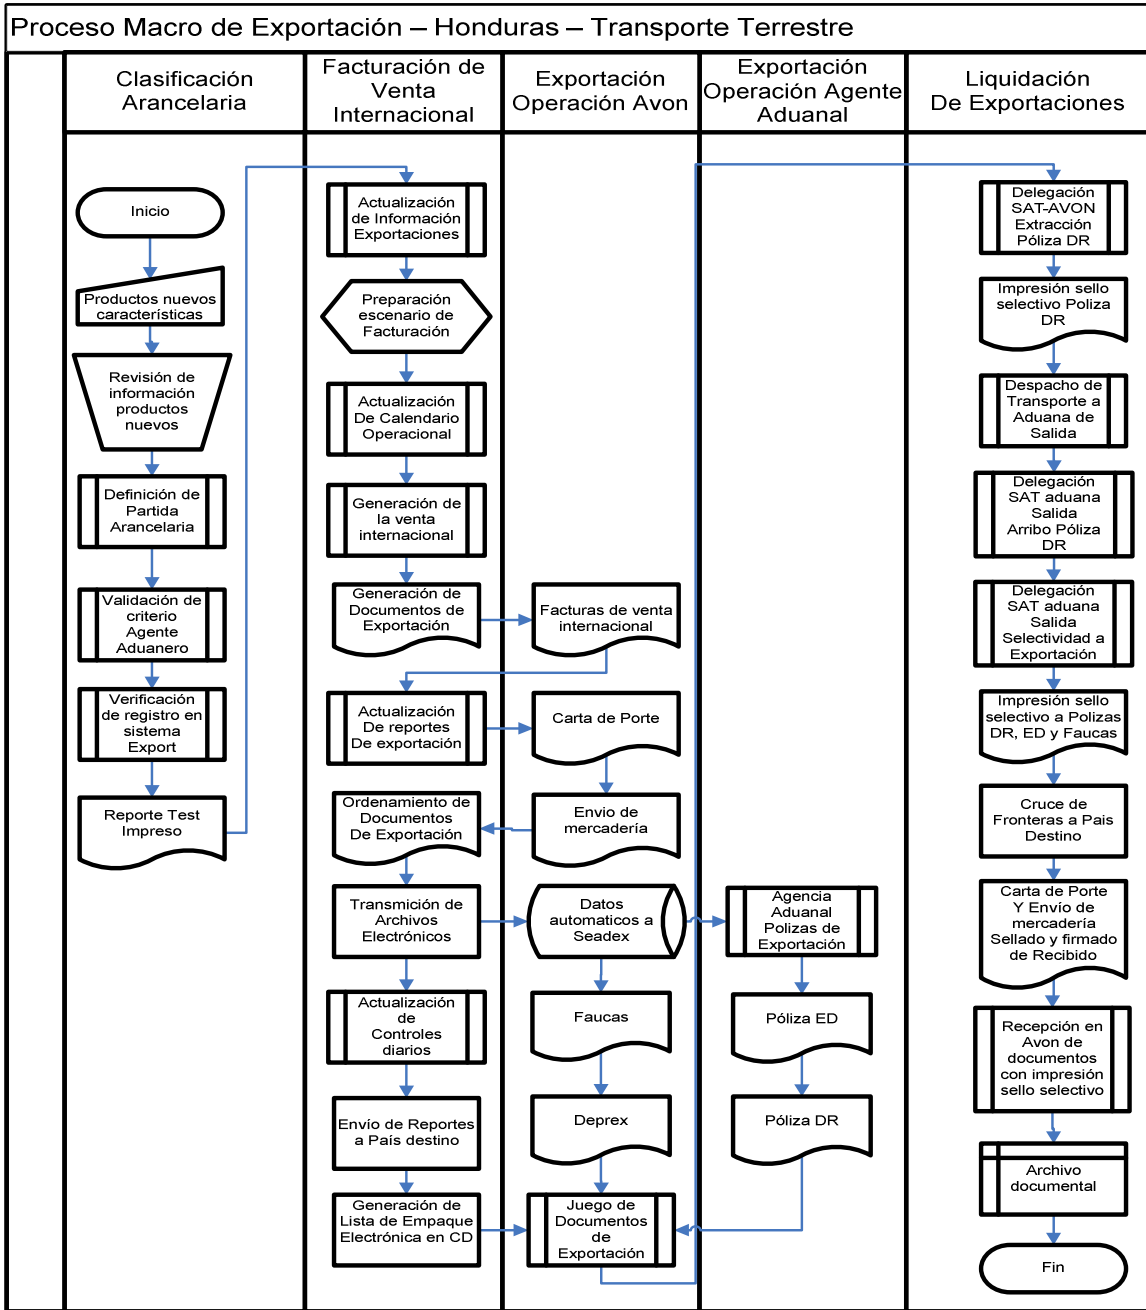 Proceso Macro de Exportación – Honduras – Transporte Terrestre
Clasificación
Arancelaria
Facturación de
Venta
Internacional
Exportación
Operación Avon
Exportación
Operación Agente
Aduanal
Liquidación
De Exportaciones
Inicio
Productos nuevos
características
Revisión de
información
productos
nuevos
Definición de
Partida
Arancelaria
Validación de
criterio
Agente
Aduanero
Verificación
de registro en
sistema
Export
Reporte Test
Impreso
Actualización
de Información
Exportaciones
Preparación
escenario de
Facturación
Actualización
De Calendario
Operacional
Generación de
la venta
internacional
Generación de
Documentos de
Exportación
Actualización
De reportes
De exportación
Ordenamiento de
Documentos
De Exportación
Transmición de
Archivos
Electrónicos
Actualización
de
Controles
diarios
Envío de Reportes
a País destino
Generación de
Lista de Empaque
Electrónica en CD
Facturas de venta
internacional
Carta de Porte
Envio de
mercadería
Datos
automaticos a
Seadex
Faucas
Deprex
Juego de
Documentos
de
Exportación
Agencia
Aduanal
Polizas de
Exportación
Póliza ED
Póliza DR
Delegación
SAT-AVON
Extracción
Póliza DR
Impresión sello
selectivo Poliza
DR
Despacho de
Transporte a
Aduana de
Salida
Delegación
SAT aduana
Salida
Arribo Póliza
DR
Delegación
SAT aduana
Salida
Selectividad a
Exportación
Impresión sello
selectivo a Polizas
DR, ED y Faucas
Cruce de
Fronteras a Pais
Destino
Carta de Porte
Y Envío de
mercadería
Sellado y firmado
de Recibido
Recepción en
Avon de
documentos
con impresión
sello selectivo
Archivo
documental
Fin